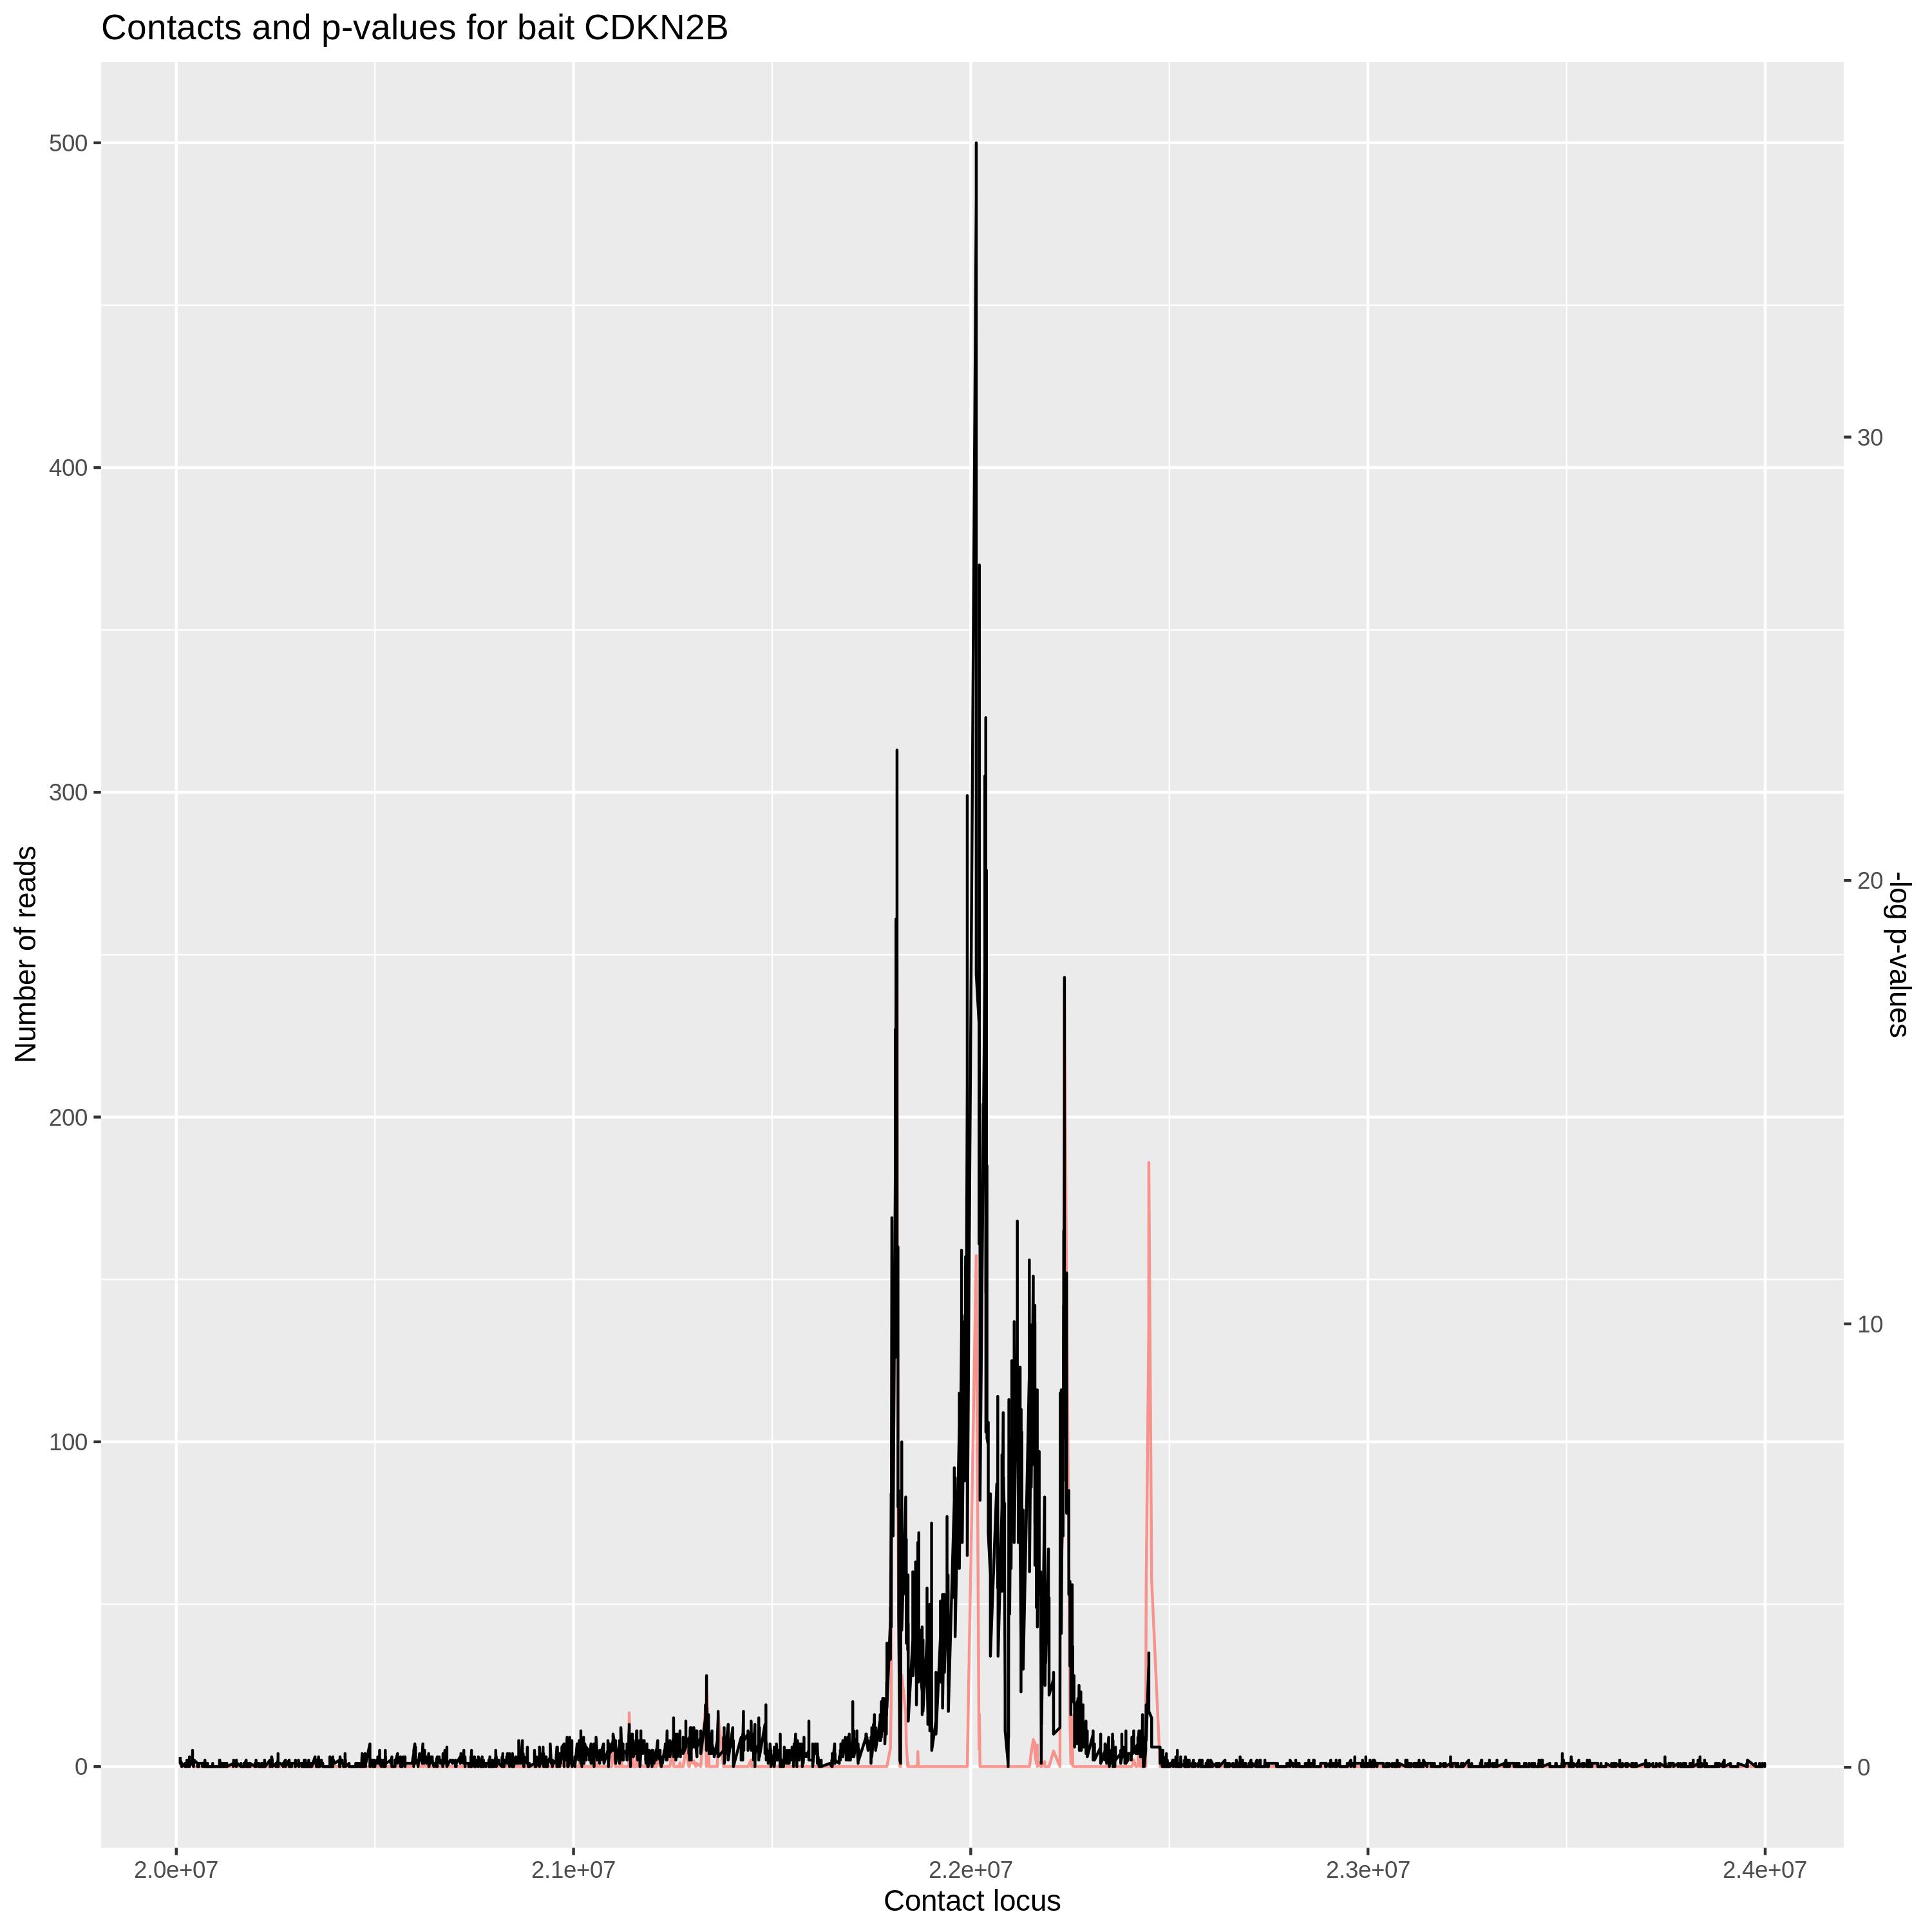 Contacts and p-values for bait CDKN2B
500
400
300
200
100
0
Number of reads
30
20
10
0
-log p-values
2.0e+07
2.1e+07
2.2e+07
2.3e+07
2.4e+07
Contact locus